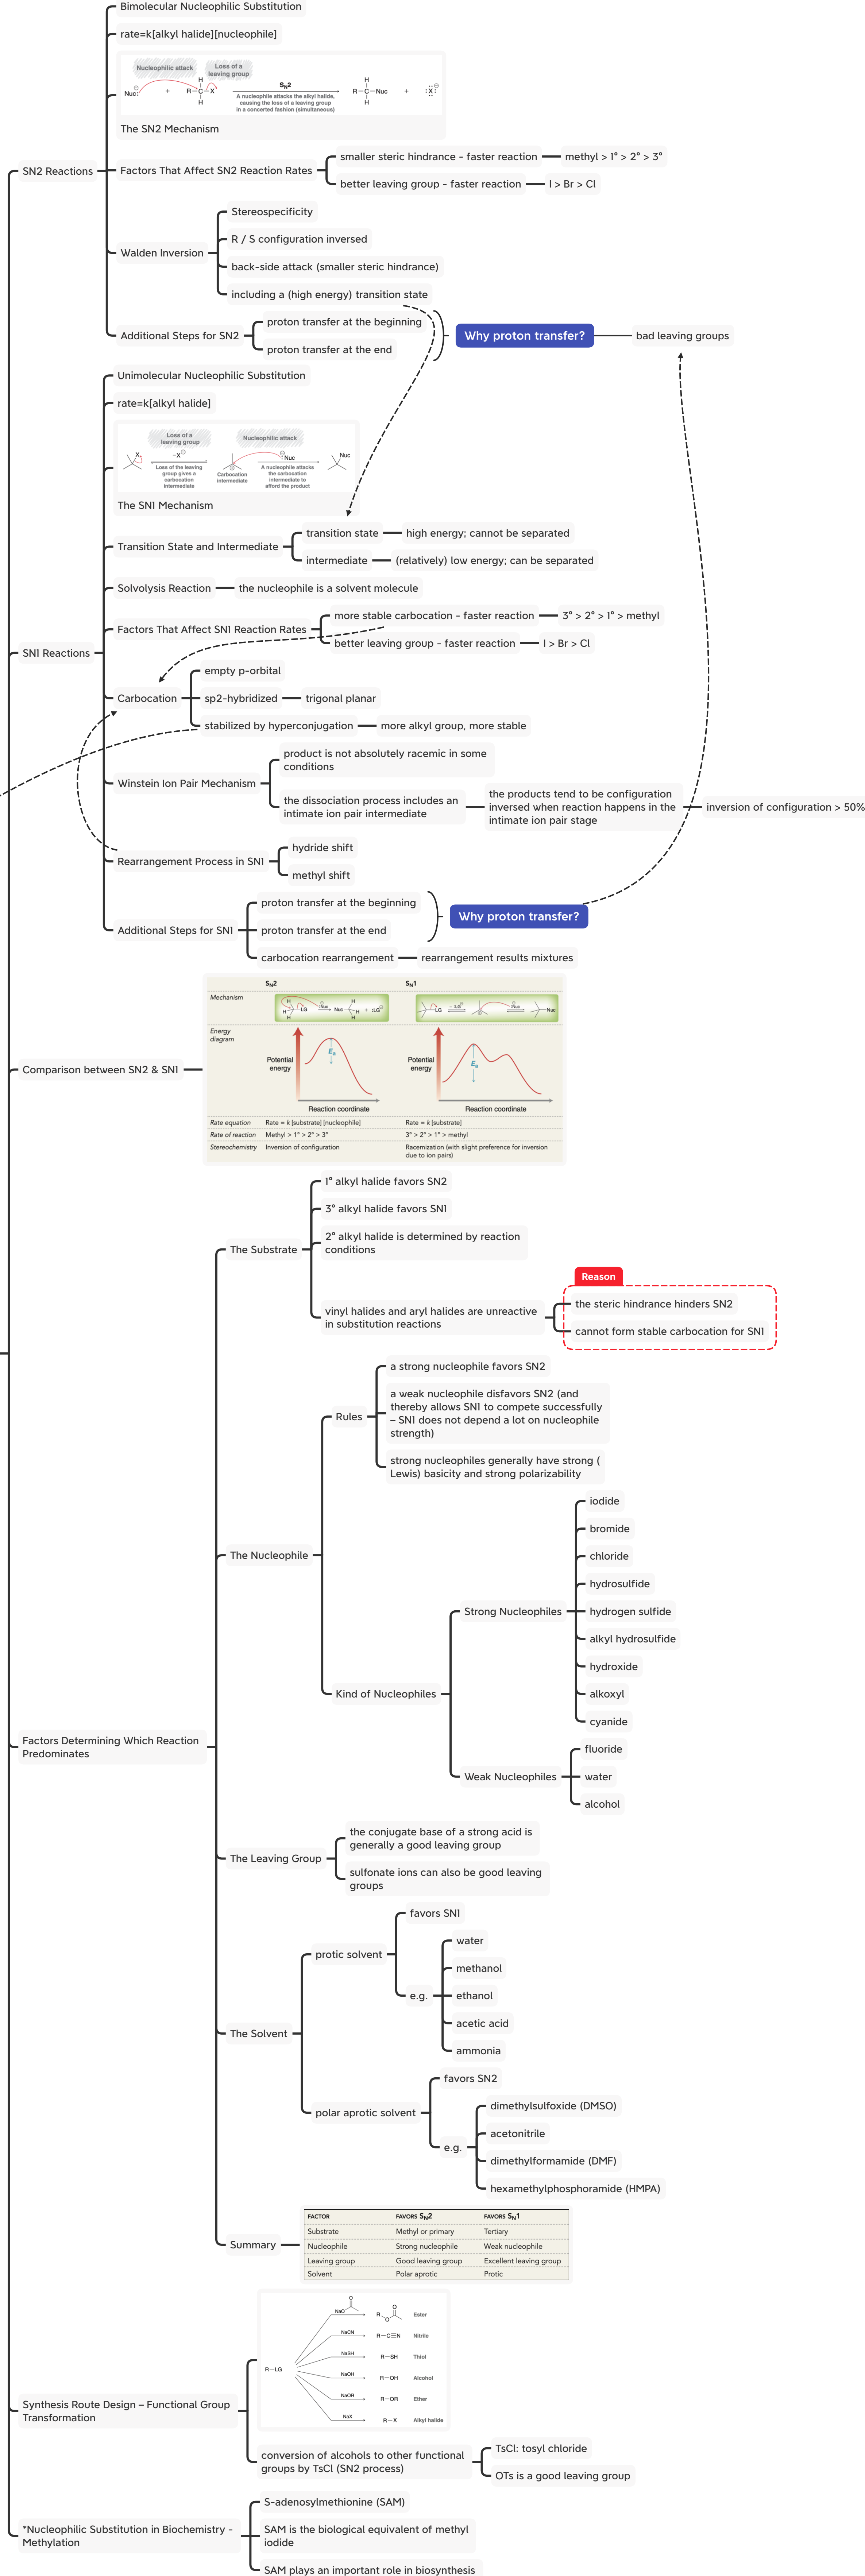 Bimolecular Nucleophilic Substitution
rate=k[alkyl halide][nucleophile]
Nucleophilic attack
Loss of a
leaving group
Nuc:⊖ + R–C–X
H
H
SN2
A nucleophile attacks the alkyl halide,
causing the loss of a leaving group
in a concerted fashion (simultaneous)
H
R–C–Nuc + :X:⊖
H
The SN2 Mechanism
SN2 Reactions
Factors That Affect SN2 Reaction Rates
smaller steric hindrance - faster reaction
methyl > 1° > 2° > 3°
better leaving group - faster reaction
I > Br > Cl
Walden Inversion
Stereospecificity
R / S configuration inversed
back-side attack (smaller steric hindrance)
including a (high energy) transition state
Additional Steps for SN2
proton transfer at the beginning
proton transfer at the end
Why proton transfer?
bad leaving groups
Unimolecular Nucleophilic Substitution
rate=k[alkyl halide]
Loss of a
leaving group
Nucleophilic attack
X
–X⊖
Loss of the leaving
group gives a
carbocation
intermediate
Carbocation
intermediate
:Nuc
A nucleophile attacks
the carbocation
intermediate to
afford the product
Nuc
The SN1 Mechanism
Transition State and Intermediate
transition state
high energy; cannot be separated
intermediate
(relatively) low energy; can be separated
Solvolysis Reaction
the nucleophile is a solvent molecule
SN1 Reactions
Factors That Affect SN1 Reaction Rates
more stable carbocation - faster reaction
3° > 2° > 1° > methyl
better leaving group - faster reaction
I > Br > Cl
Carbocation
empty p-orbital
sp2-hybridized
trigonal planar
stabilized by hyperconjugation
more alkyl group, more stable
Winstein Ion Pair Mechanism
product is not absolutely racemic in some
conditions
the dissociation process includes an
intimate ion pair intermediate
the products tend to be configuration
inversed when reaction happens in the
intimate ion pair stage
inversion of configuration > 50%
Rearrangement Process in SN1
hydride shift
methyl shift
Additional Steps for SN1
proton transfer at the beginning
proton transfer at the end
Why proton transfer?
carbocation rearrangement
rearrangement results mixtures
Comparison between SN2 & SN1
SN2
SN1
Mechanism
Energy
diagram
Potential
energy
Ea
Reaction coordinate
Potential
energy
Ea
Reaction coordinate
Rate equation
Rate = k [substrate] [nucleophile]
Rate = k [substrate]
Rate of reaction
Methyl > 1° > 2° > 3°
3° > 2° > 1° > methyl
Stereochemistry
Inversion of configuration
Racemization (with slight preference for inversion
due to ion pairs)
Factors Determining Which Reaction
Predominates
The Substrate
1° alkyl halide favors SN2
3° alkyl halide favors SN1
2° alkyl halide is determined by reaction
conditions
vinyl halides and aryl halides are unreactive
in substitution reactions
Reason
the steric hindrance hinders SN2
cannot form stable carbocation for SN1
The Nucleophile
Rules
a strong nucleophile favors SN2
a weak nucleophile disfavors SN2 (and
thereby allows SN1 to compete successfully
– SN1 does not depend a lot on nucleophile
strength)
strong nucleophiles generally have strong (
Lewis) basicity and strong polarizability
Kind of Nucleophiles
Strong Nucleophiles
iodide
bromide
chloride
hydrosulfide
hydrogen sulfide
alkyl hydrosulfide
hydroxide
alkoxyl
cyanide
Weak Nucleophiles
fluoride
water
alcohol
The Leaving Group
the conjugate base of a strong acid is
generally a good leaving group
sulfonate ions can also be good leaving
groups
The Solvent
protic solvent
favors SN1
e.g.
water
methanol
ethanol
acetic acid
ammonia
polar aprotic solvent
favors SN2
e.g.
dimethylsulfoxide (DMSO)
acetonitrile
dimethylformamide (DMF)
hexamethylphosphoramide (HMPA)
Summary
FACTOR FAVORS SN2 FAVORS SN1
Substrate Methyl or primary Tertiary
Nucleophile Strong nucleophile Weak nucleophile
Leaving group Good leaving group Excellent leaving group
Solvent Polar aprotic Protic
Synthesis Route Design – Functional Group
Transformation
R–LG
NaO
O
R
O
O
Ester
NaCN
R–C≡N
Nitrile
NaSH
R–SH
Thiol
NaOH
R–OH
Alcohol
NaOR
R–OR
Ether
NaX
R–X
Alkyl halide
conversion of alcohols to other functional
groups by TsCl (SN2 process)
TsCl: tosyl chloride
OTs is a good leaving group
*Nucleophilic Substitution in Biochemistry -
Methylation
S-adenosylmethionine (SAM)
SAM is the biological equivalent of methyl
iodide
SAM plays an important role in biosynthesis